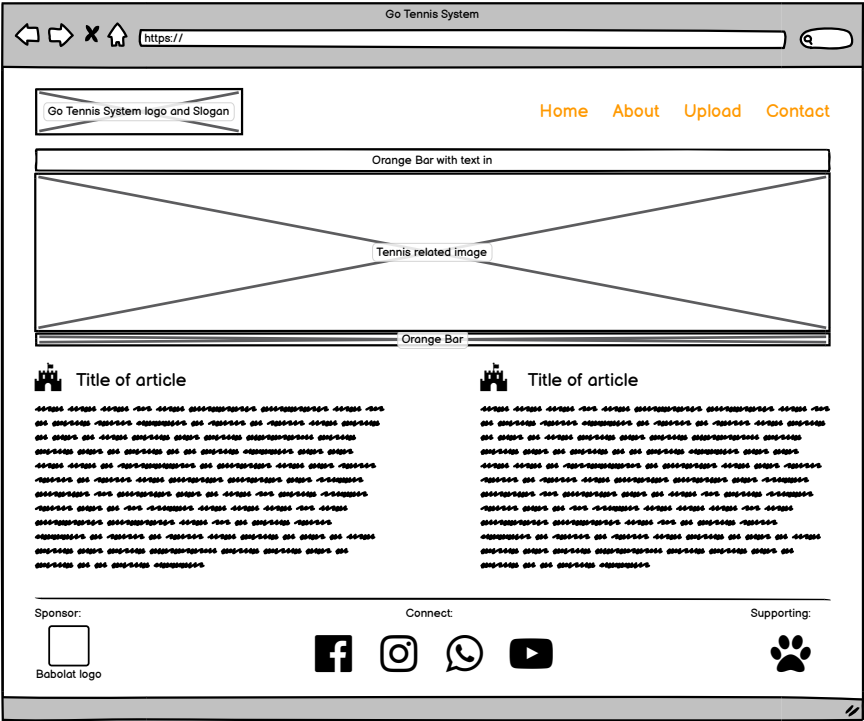 Go Tennis System
https://
Go Tennis System logo and Slogan
Home About Upload Contact
Orange Bar with text in
Tennis related image
Orange Bar
Title of article
Title of article
Sponsor:
Connect:
Supporting:
Babolat logo